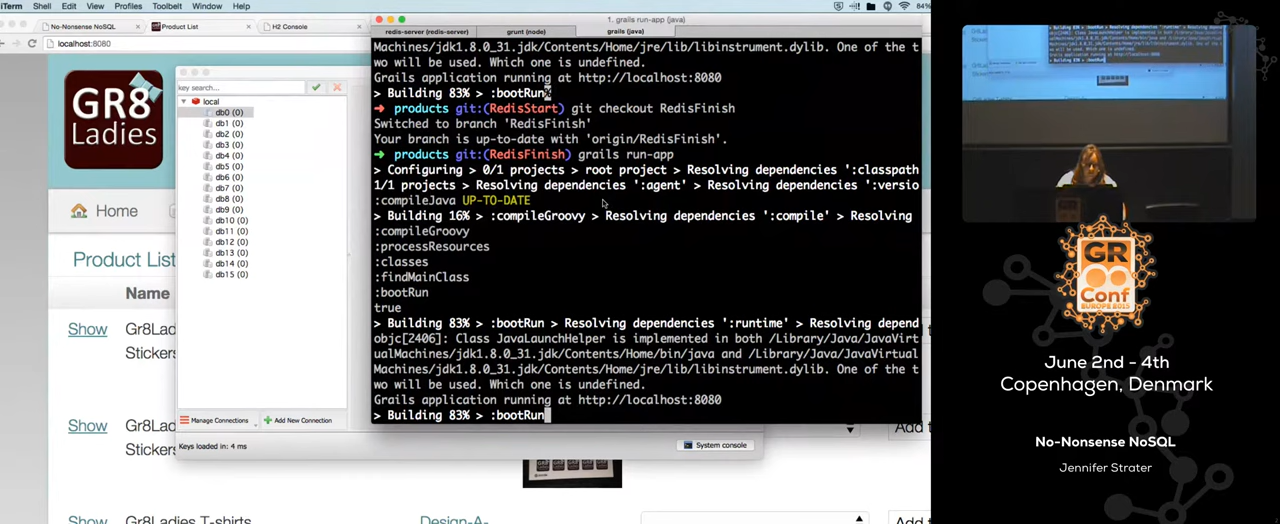 iTerm Shell Edit View Profiles Toolbelt Window Help
84%
No-Nonsense NoSQL
Product List
H2 Console
localhost:8080
GR8
Ladies
Home
Product List
Name
Show
Gr8Ladies
Stickers
Show
Gr8Ladies
Stickers
Show
Gr8Ladies T-shirts
Design-A-
Add t
Add t
key search...
local
db0 (0)
db1 (0)
db2 (0)
db3 (0)
db4 (0)
db5 (0)
db6 (0)
db7 (0)
db8 (0)
db9 (0)
db10 (0)
db11 (0)
db12 (0)
db13 (0)
db14 (0)
db15 (0)
Manage Connections
Add New Connection
Keys loaded in: 4 ms
System console
1. grails run-app (java)
redis-server (redis-server)
grunt (node)
grails (java)
Machines/jdk1.8.0_31.jdk/Contents/Home/jre/lib/libinstrument.dylib. One of the t
wo will be used. Which one is undefined.
Grails application running at http://localhost:8080
> Building 83% > :bootRun
➜ products git:(RedisStart) git checkout RedisFinish
Switched to branch 'RedisFinish'
Your branch is up-to-date with 'origin/RedisFinish'.
➜ products git:(RedisFinish) grails run-app
> Configuring > 0/1 projects > root project > Resolving dependencies ':classpath
1/1 projects > Resolving dependencies ':agent' > Resolving dependencies ':versio
:compileJava UP-TO-DATE
> Building 16% > :compileGroovy > Resolving dependencies ':compile' > Resolving
:compileGroovy
:processResources
:classes
:findMainClass
:bootRun
true
> Building 83% > :bootRun > Resolving dependencies ':runtime' > Resolving depend
objc[2406]: Class JavaLaunchHelper is implemented in both /Library/Java/JavaVirt
ualMachines/jdk1.8.0_31.jdk/Contents/Home/bin/java and /Library/Java/JavaVirtual
Machines/jdk1.8.0_31.jdk/Contents/Home/jre/lib/libinstrument.dylib. One of the t
wo will be used. Which one is undefined.
Grails application running at http://localhost:8080
> Building 83% > :bootRun
GR
Conf
EUROPE 2015
June 2nd - 4th
Copenhagen, Denmark
No-Nonsense NoSQL
Jennifer Strater